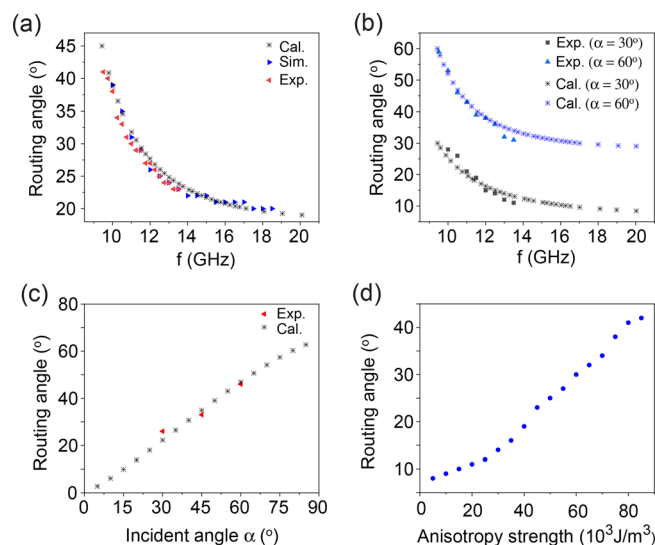 (a)
45
40
35
30
25
20
Routing angle (°)
10
12
14
16
18
20
f (GHz)
Cal.
Sim.
Exp.
(b)
60
50
40
30
20
10
Routing angle (°)
10
12
14
16
18
20
f (GHz)
Exp. (α = 30°)
Exp. (α = 60°)
Cal. (α = 30°)
Cal. (α = 60°)
(c)
80
60
40
20
0
Routing angle (°)
0
15
30
45
60
75
90
Incident angle α (°)
Exp.
Cal.
(d)
40
30
20
10
Routing angle (°)
0
20
40
60
80
Anisotropy strength (10³J/m³)